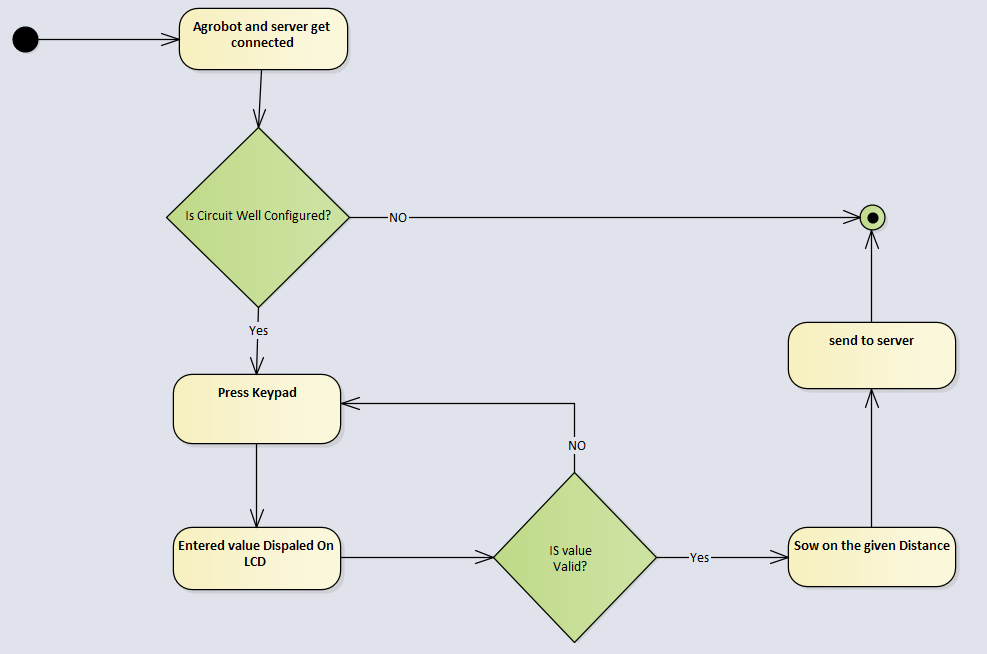 Agrobot and server get
connected
Is Circuit Well Configured?
NO
Yes
send to server
Press Keypad
NO
Entered value Dispaled On
LCD
IS value
Valid?
Yes
Sow on the given Distance